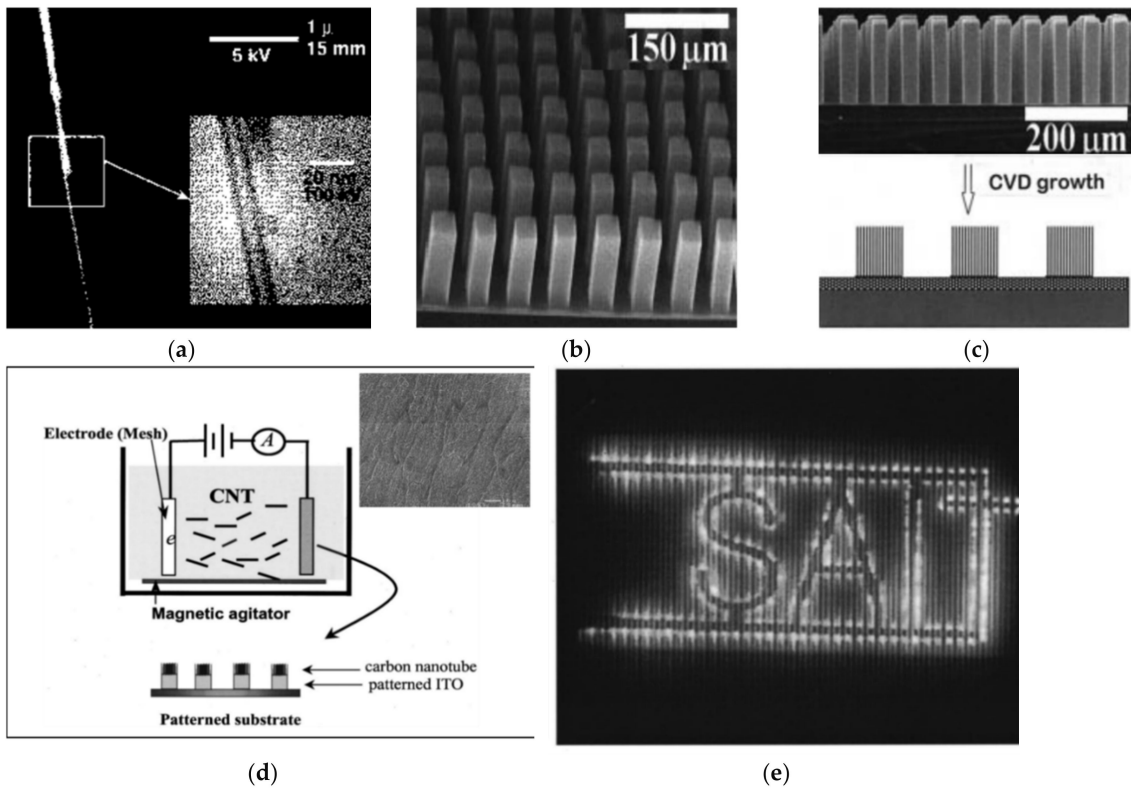 1 μ
5 kV 15 mm
20 nm
100 kV
(a)
150 μm
(b)
200 μm
CVD growth
(c)
Electrode (Mesh)
A
CNT
e
Magnetic agitator
carbon nanotube
patterned ITO
Patterned substrate
(d)
SAIT
(e)